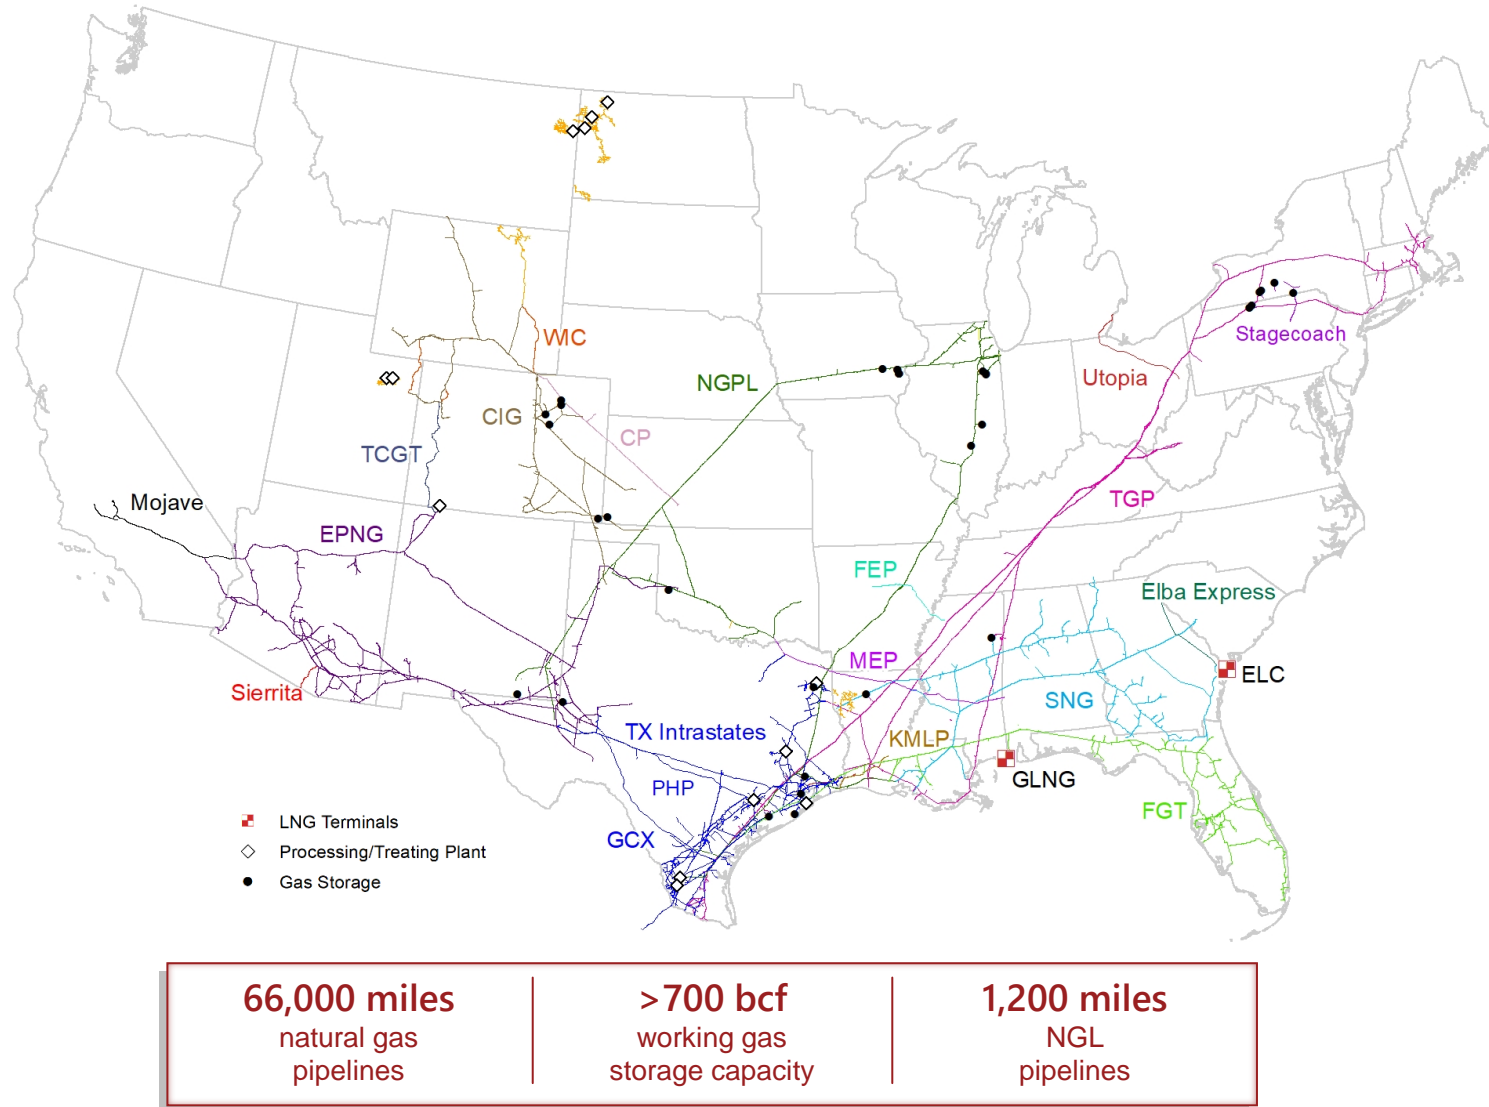 WIC
Stagecoach
NGPL
Utopia
CIG
CP
TCGT
Mojave
TGP
EPNG
FEP
Elba Express
MEP
ELC
Sierrita
SNG
TX Intrastates
KMLP
GLNG
PHP
FGT
GCX
LNG Terminals
Processing/Treating Plant
Gas Storage
66,000 miles
natural gas
pipelines
>700 bcf
working gas
storage capacity
1,200 miles
NGL
pipelines